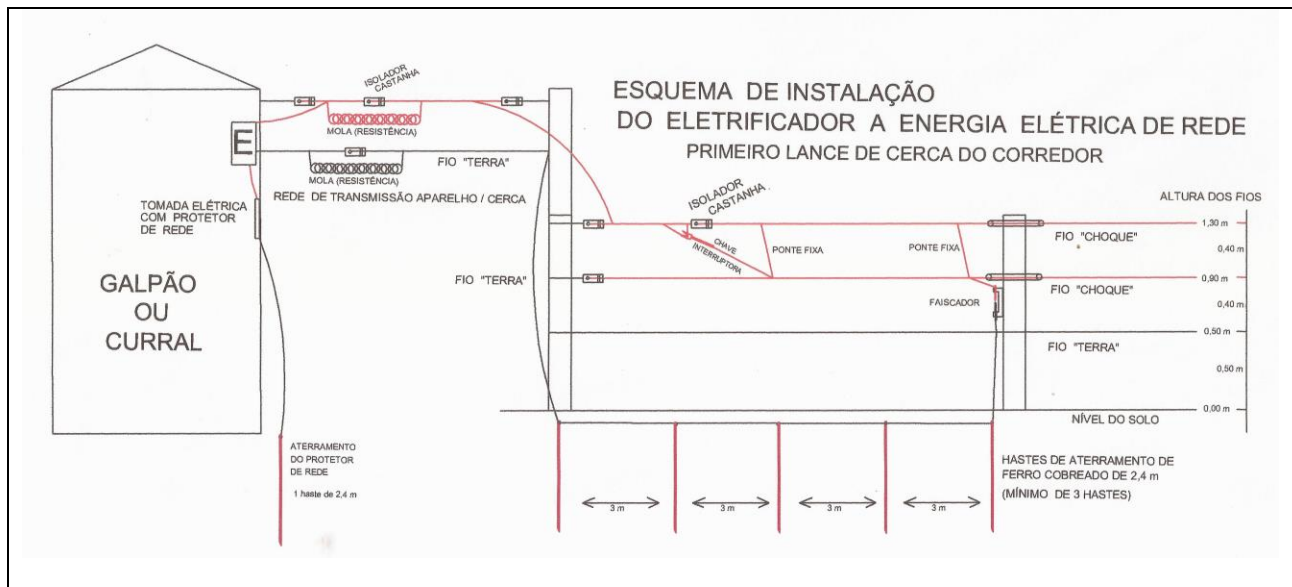 ESQUEMA DE INSTALAÇÃO
DO ELETRIFICADOR A ENERGIA ELÉTRICA DE REDE
PRIMEIRO LANCE DE CERCA DO CORREDOR
ISOLADOR
CASTANHA
MOLA (RESISTÊNCIA)
E
FIO "TERRA"
MOLA (RESISTÊNCIA)
REDE DE TRANSMISSÃO APARELHO / CERCA
TOMADA ELÉTRICA
COM PROTETOR
DE REDE
GALPÃO
OU
CURRAL
FIO "TERRA"
ISOLADOR
CASTANHA
CHAVE
INTERRUPTORA
PONTE FIXA
PONTE FIXA
FAISCADOR
ALTURA DOS FIOS
1,30 m
FIO "CHOQUE"
0,40 m
0,90 m
FIO "CHOQUE"
0,40 m
0,50 m
FIO "TERRA"
0,50 m
0,00 m
NÍVEL DO SOLO
ATERRAMENTO
DO PROTETOR
DE REDE
1 haste de 2,4 m
3 m
3 m
3 m
3 m
HASTES DE ATERRAMENTO DE
FERRO COBREADO DE 2,4 m
(MÍNIMO DE 3 HASTES)